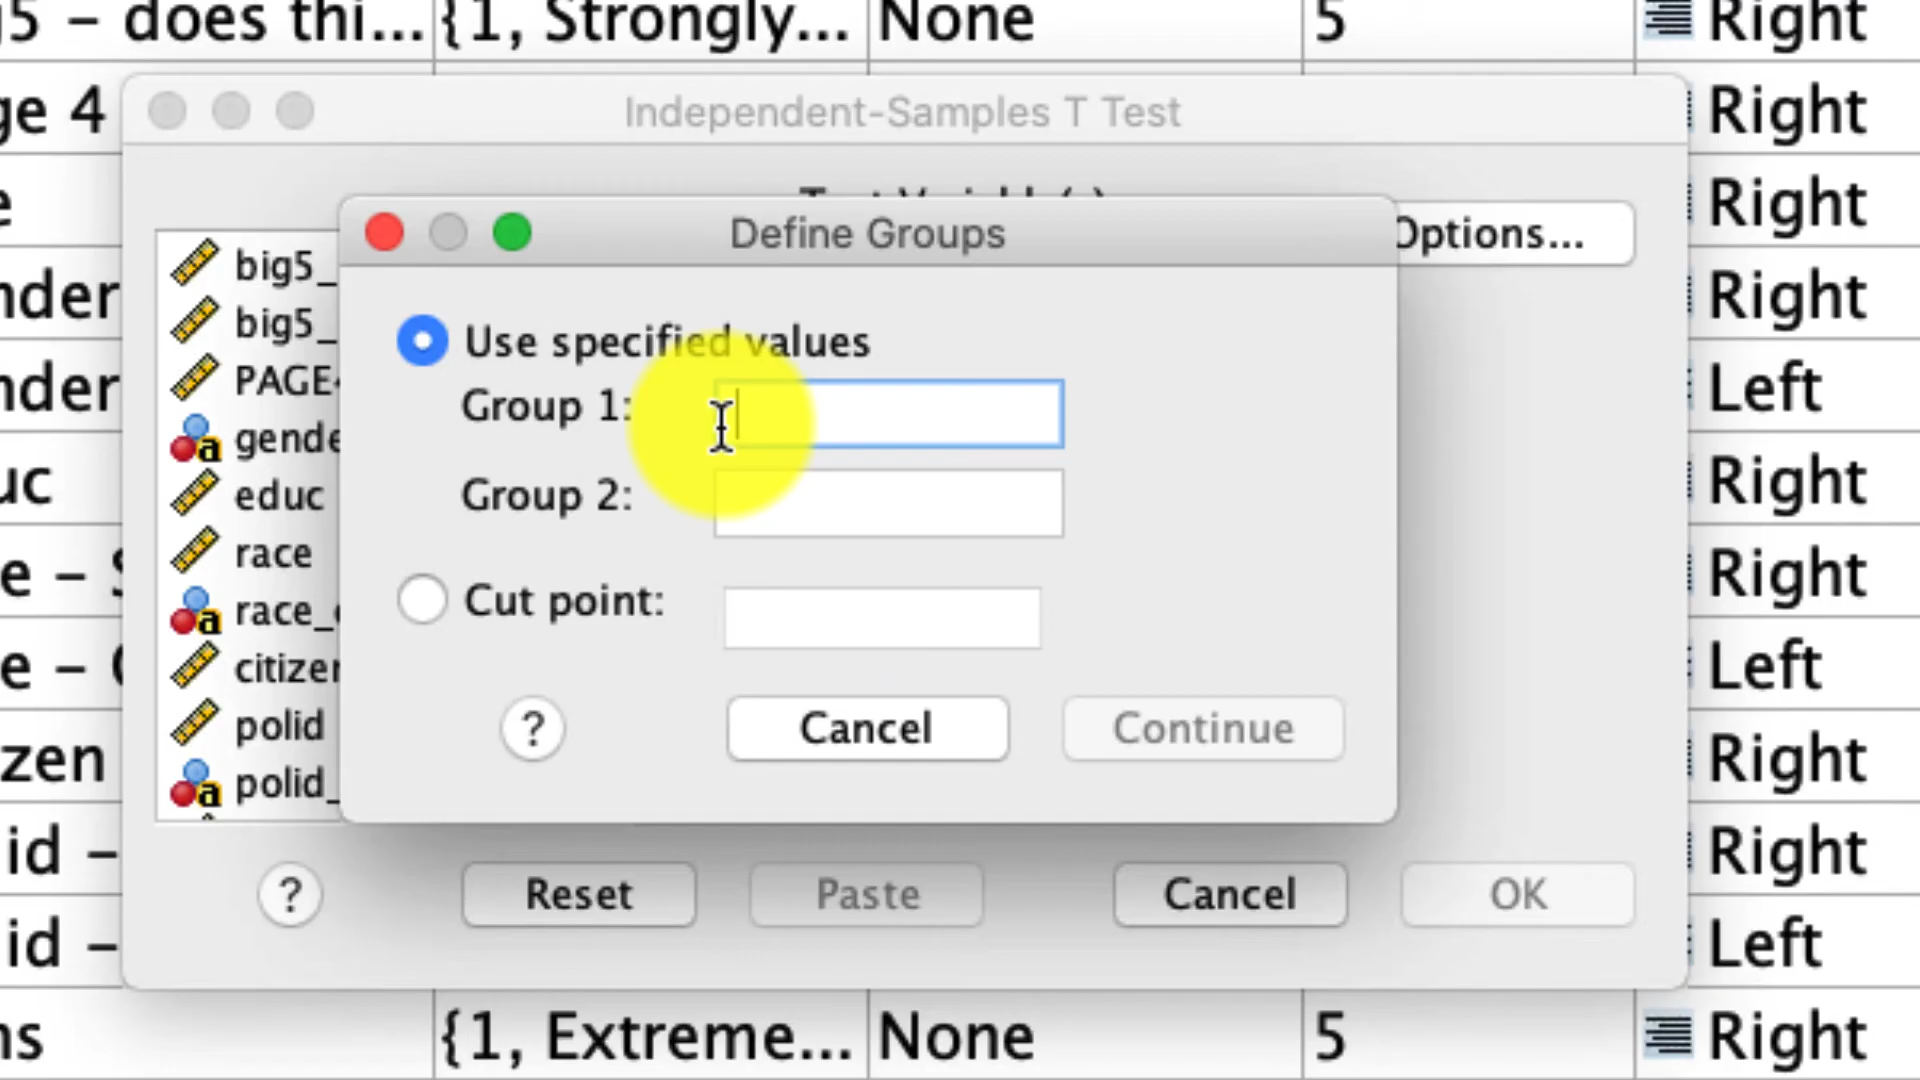 g5 – does thi... {1, Strongly... None 5 Right
ge 4 Independent-Samples T Test Right
e Right
Define Groups Options...
big5_
nder Right
big5_ Use specified values
PAGE4 Group 1:
nder Left
gende
uc educ Group 2: Right
race
e – S Right
race_ Cut point:
e – citizen Left
polid ? Cancel Continue
zen Right
polid_
id – ? Reset Paste Cancel OK Right
id – Left
ns {1, Extreme... None 5 Right